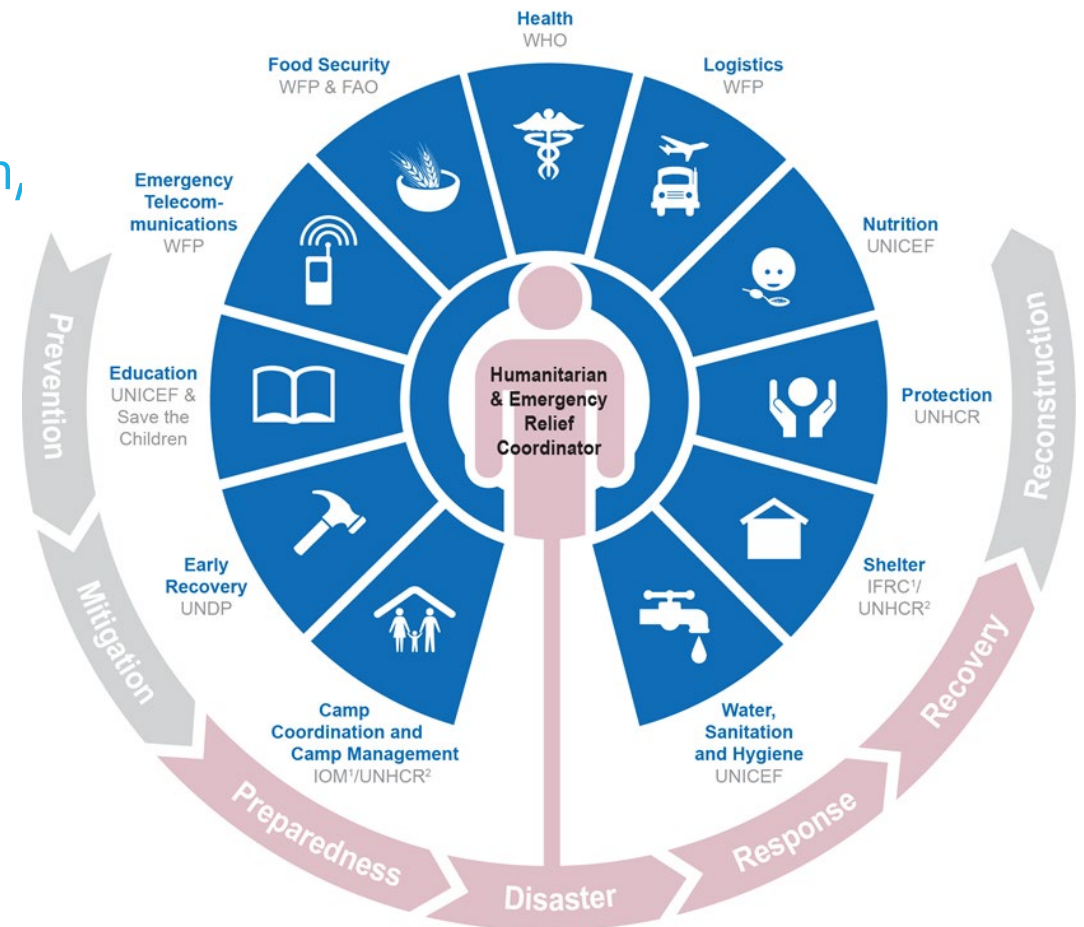 n,
Health
WHO
Logistics
WFP
Nutrition
UNICEF
Protection
UNHCR
Shelter
IFRC¹/
UNHCR²
Water,
Sanitation
and Hygiene
UNICEF
Camp
Coordination and
Camp Management
IOM¹/UNHCR²
Early
Recovery
UNDP
Education
UNICEF &
Save the
Children
Emergency
Telecom-
munications
WFP
Food Security
WFP & FAO
Humanitarian
& Emergency
Relief
Coordinator
Prevention
Mitigation
Preparedness
Disaster
Response
Recovery
Reconstruction